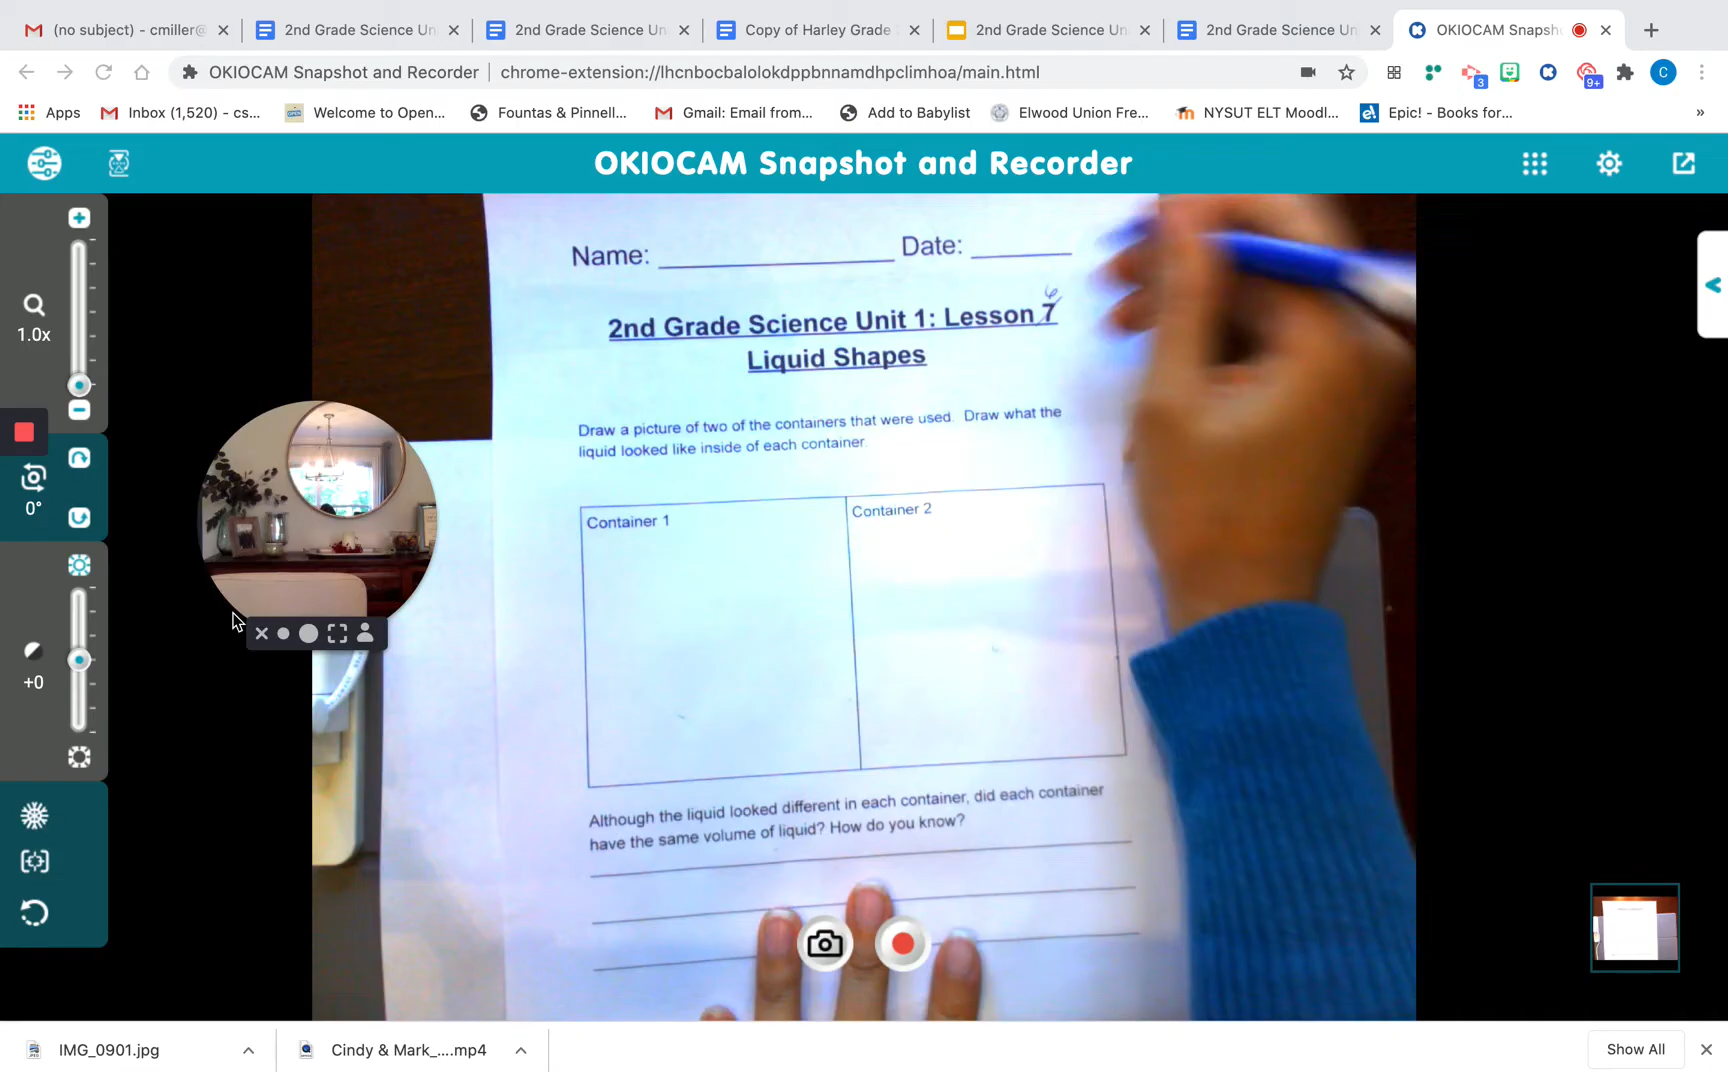 (no subject) - cmiller@
2nd Grade Science Un
2nd Grade Science Un
Copy of Harley Grade
2nd Grade Science Un
2nd Grade Science Un
OKIOCAM Snapsh
OKIOCAM Snapshot and Recorder
chrome-extension://lhcnbocbalolokdppbnnamdhpclimhoa/main.html
3
9+
C
Apps
Inbox (1,520) - cs...
Welcome to Open...
Fountas & Pinnell...
Gmail: Email from...
Add to Babylist
Elwood Union Fre...
NYSUT ELT Moodl...
Epic! - Books for...
»
OKIOCAM Snapshot and Recorder
1.0x
0°
+0
Name: Date:
6
2nd Grade Science Unit 1: Lesson 7
Liquid Shapes
Draw a picture of two of the containers that were used. Draw what the
liquid looked like inside of each container.
Container 1
Container 2
Although the liquid looked different in each container, did each container
have the same volume of liquid? How do you know?
IMG_0901.jpg
Cindy & Mark_....mp4
Show All